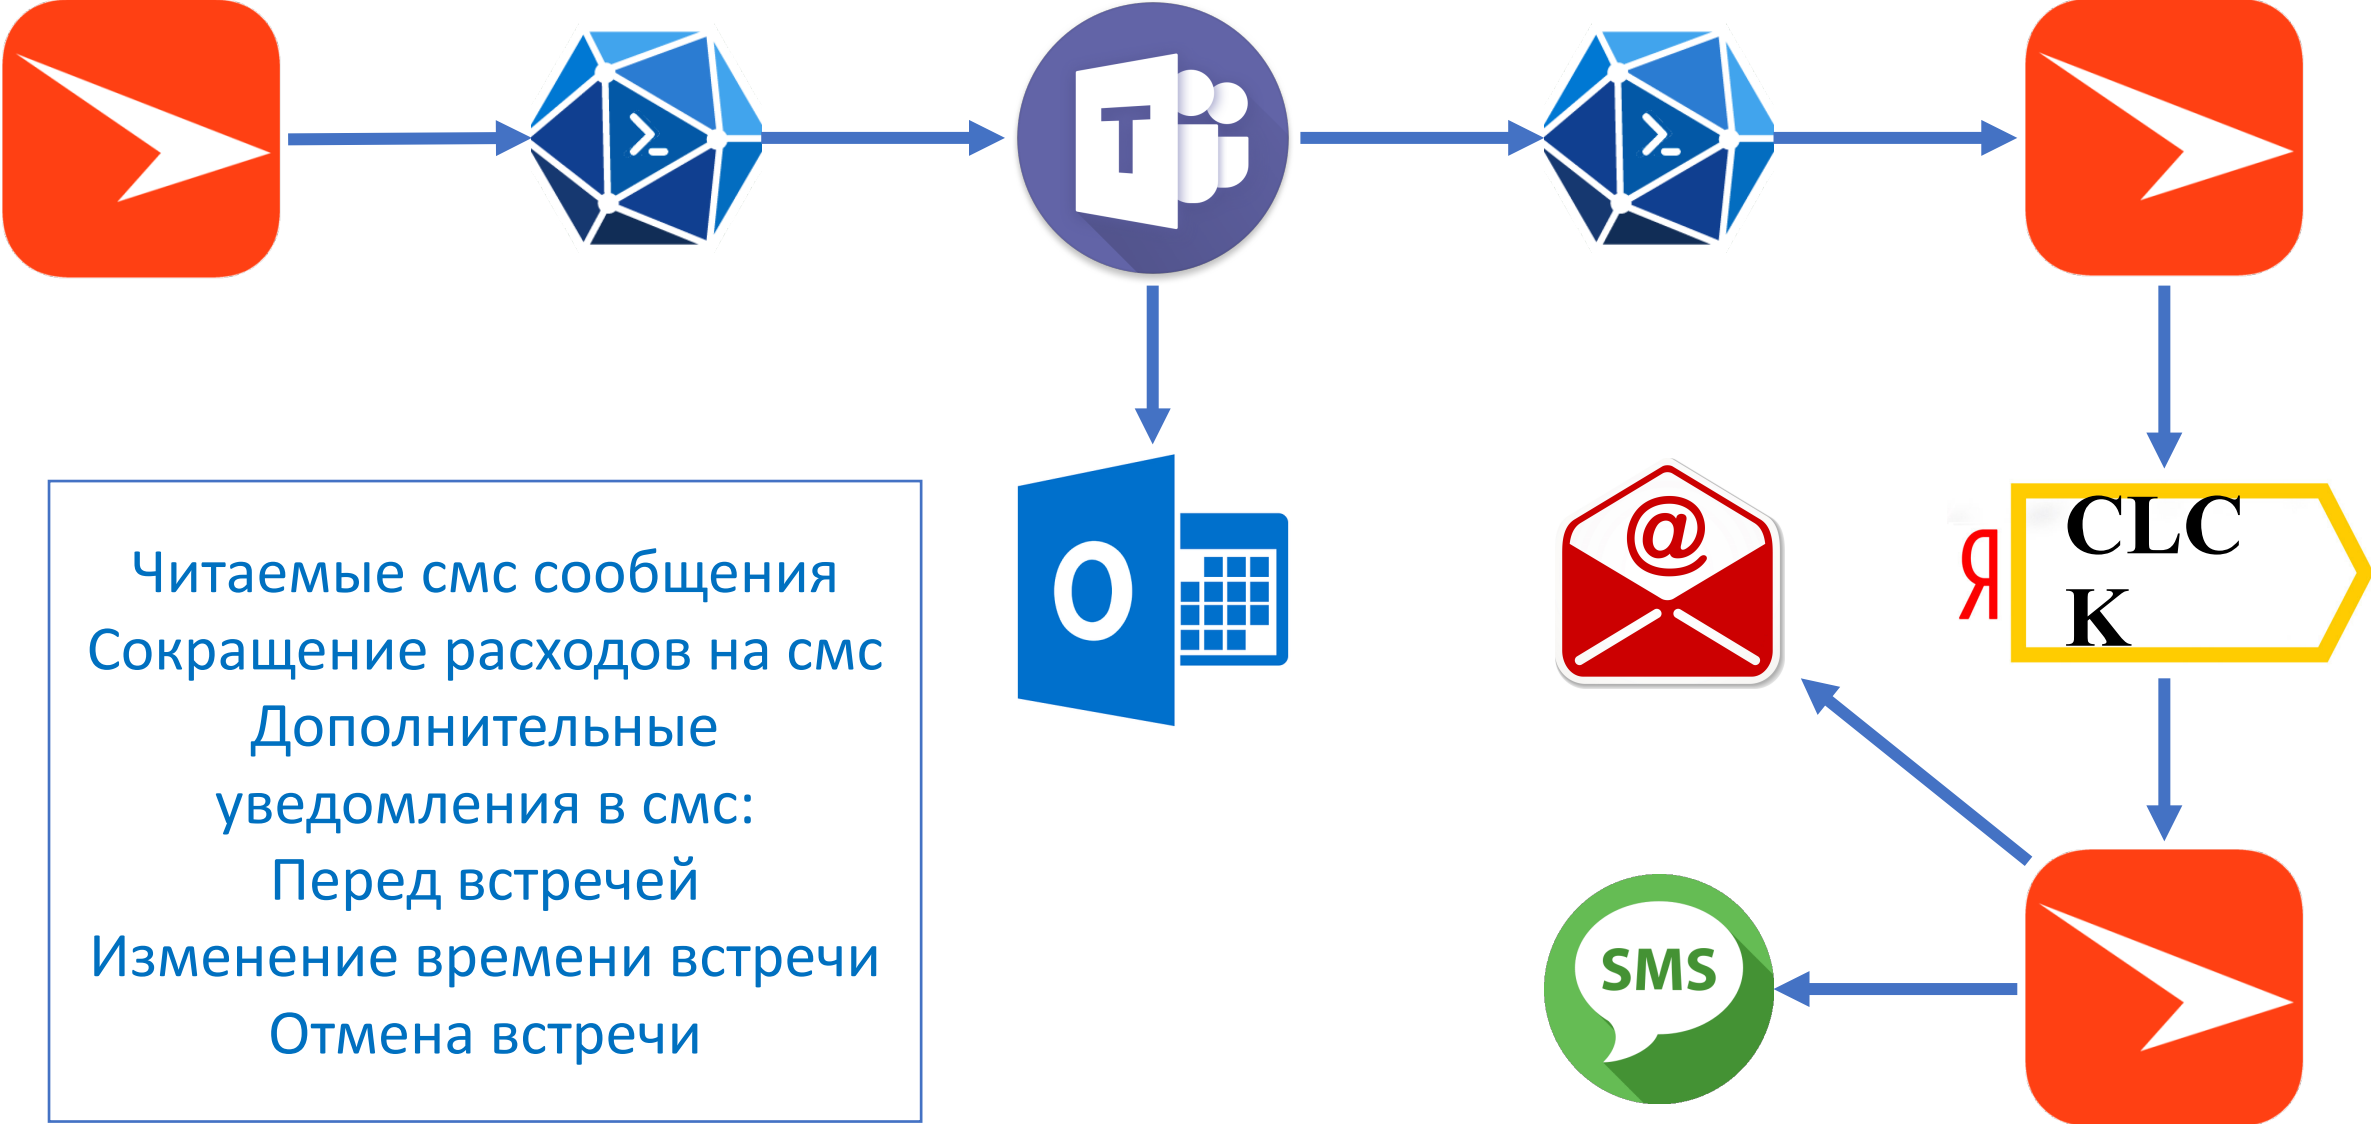 T
O
Читаемые смс сообщения
Сокращение расходов на смс
Дополнительные
уведомления в смс:
Перед встречей
Изменение времени встречи
Отмена встречи
@
Я
CLC
K
SMS